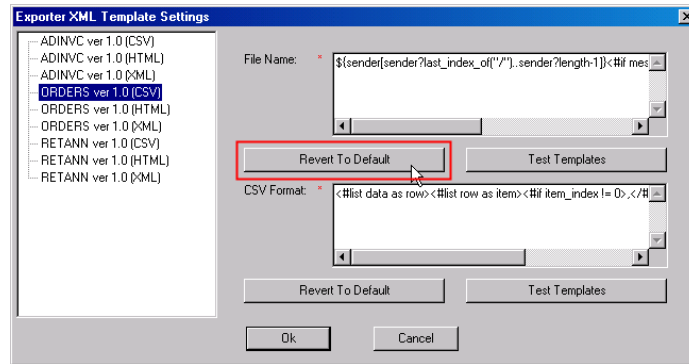 Exporter XML Template Settings
ADINVC ver 1.0 (CSV)
ADINVC ver 1.0 (HTML)
ADINVC ver 1.0 (XML)
ORDERS ver 1.0 (CSV)
ORDERS ver 1.0 (HTML)
ORDERS ver 1.0 (XML)
RETANN ver 1.0 (CSV)
RETANN ver 1.0 (HTML)
RETANN ver 1.0 (XML)
File Name: * ${sender[sender?last_index_of("/")..sender?length-1]}<#if mes
Revert To Default Test Templates
CSV Format: * <#list data as row><#list row as item><#if item_index != 0>,</#
Revert To Default Test Templates
Ok Cancel